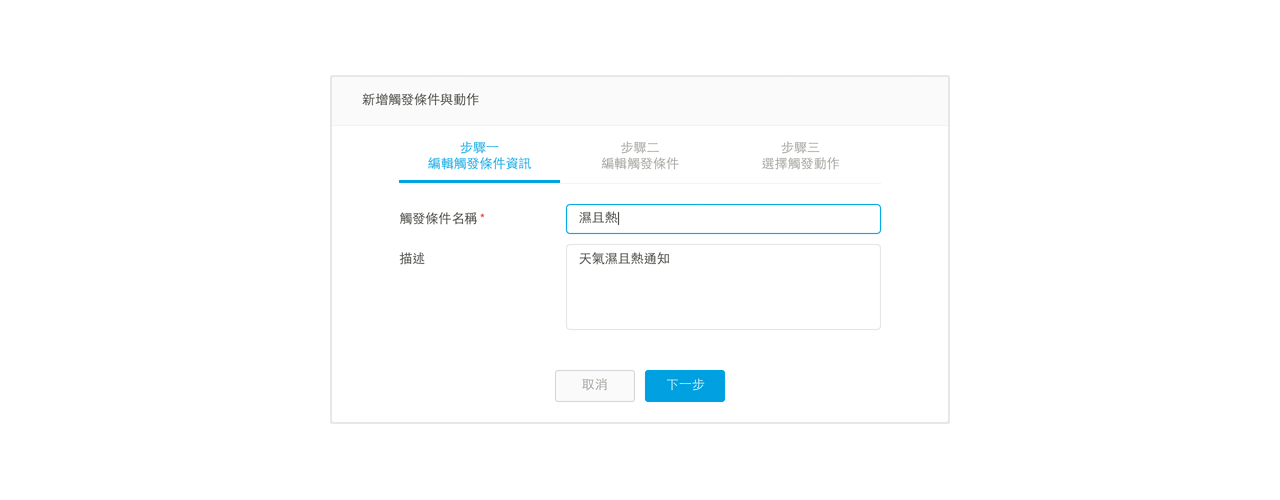 新增觸發條件與動作
步驟一
編輯觸發條件資訊
步驟二
編輯觸發條件
步驟三
選擇觸發動作
觸發條件名稱 *
濕且熱
描述
天氣濕且熱通知
取消
下一步